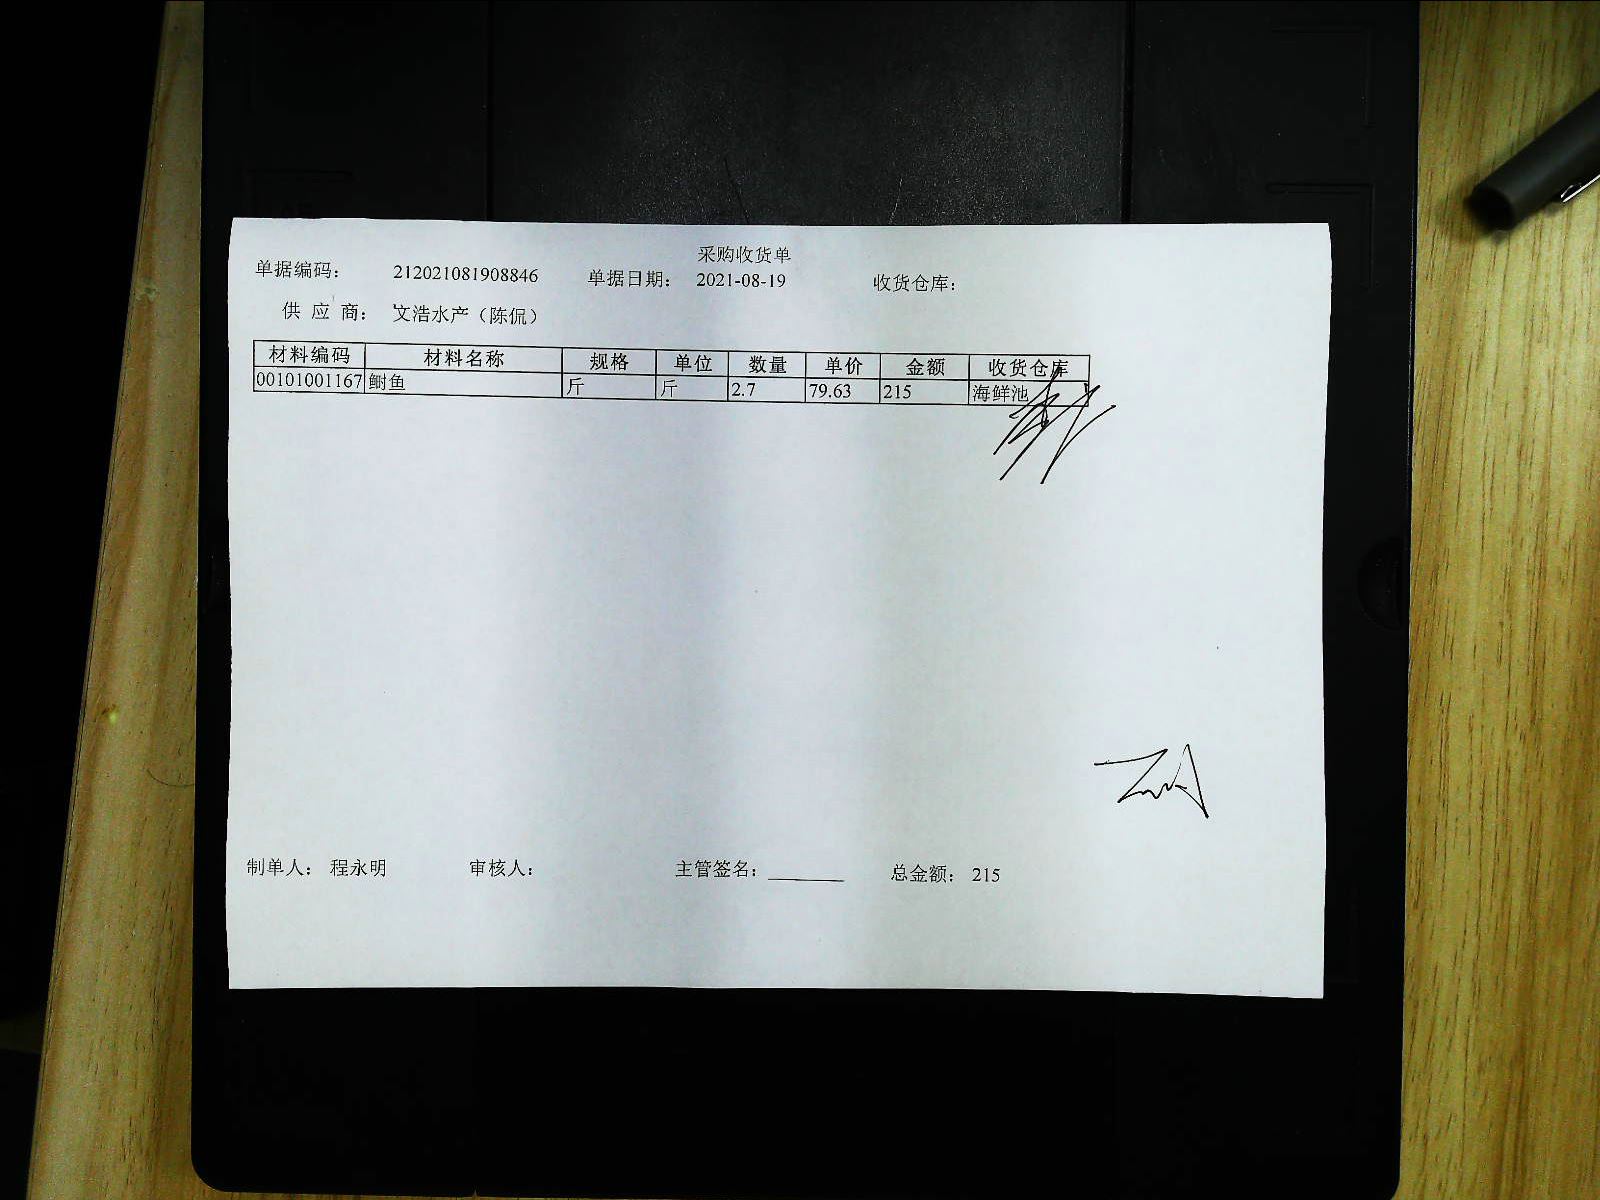 采购收货单
单据编码： 212021081908846 单据日期： 2021-08-19 收货仓库：
供 应 商： 文浩水产（陈侃）
材料编码 材料名称 规格 单位 数量 单价 金额 收货仓库
00101001167 鲥鱼 斤 斤 2.7 79.63 215 海鲜池
制单人： 程永明 审核人： 主管签名： 总金额： 215